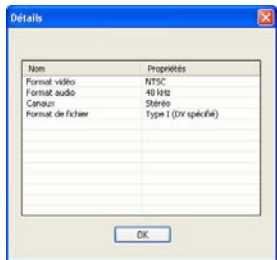 Détails
Nom Propriétés
Format vidéo NTSC
Format audio 48 kHz
Canaux Stéréo
Format de fichier Type I (DV spécifié)
OK